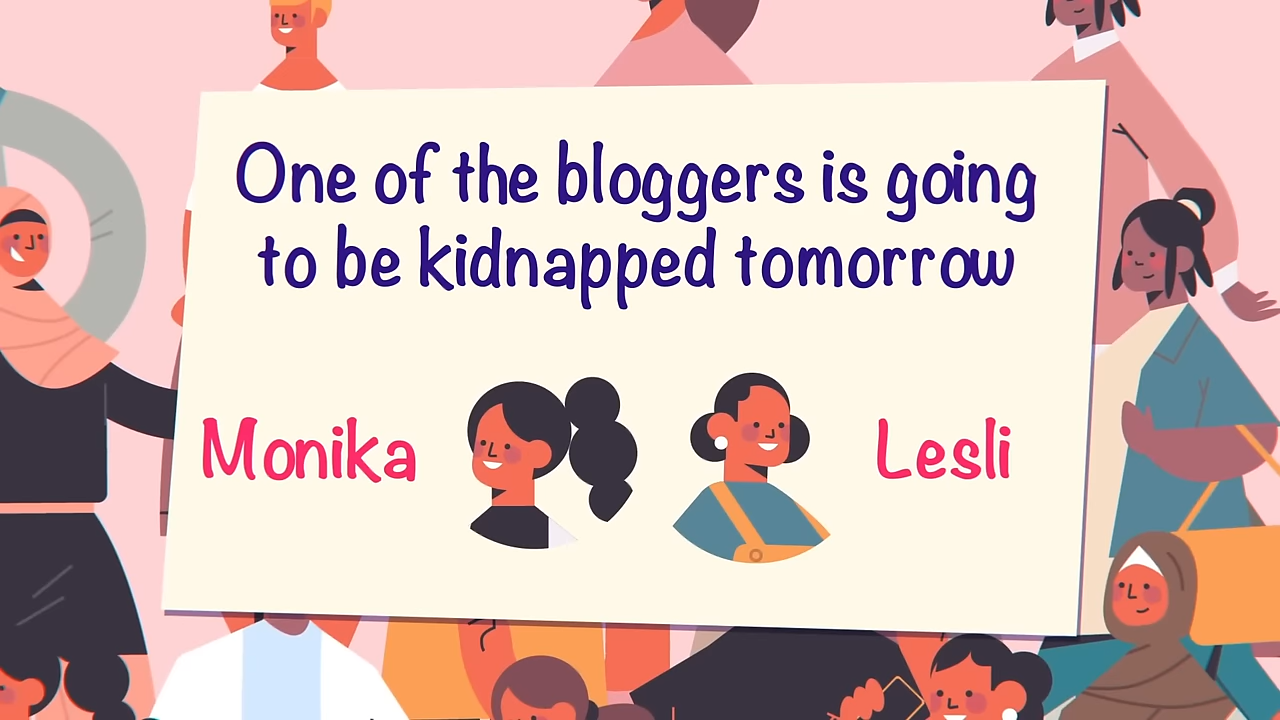 One of the bloggers is going
to be kidnapped tomorrow
Monika
Lesli